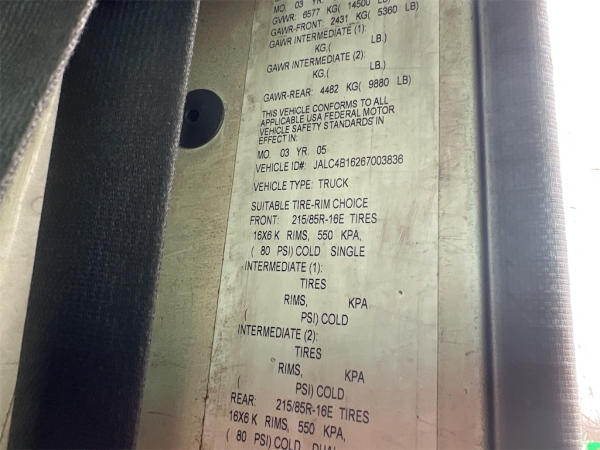 MO. 03 YR.
GVWR: 6577 KG( 14500 LB)
GAWR-FRONT: 2431 KG( 5360 LB)
GAWR INTERMEDIATE (1):
KG,( LB.)
GAWR INTERMEDIATE (2):
KG,( LB.)
GAWR-REAR: 4482 KG( 9880 LB)
THIS VEHICLE CONFORMS TO ALL
APPLICABLE USA FEDERAL MOTOR
VEHICLE SAFETY STANDARDS IN
EFFECT IN:
MO. 03 YR. 05
VEHICLE ID#: JALC4B16267003836
VEHICLE TYPE: TRUCK
SUITABLE TIRE-RIM CHOICE
FRONT: 215/85R-16E TIRES
16X6 K RIMS, 550 KPA,
( 80 PSI) COLD SINGLE
INTERMEDIATE (1):
TIRES
RIMS, KPA
( PSI) COLD
INTERMEDIATE (2):
TIRES
RIMS, KPA
( PSI) COLD
REAR: 215/85R-16E TIRES
16X6 K RIMS, 550 KPA,
( 80 PSI) COLD DUAL